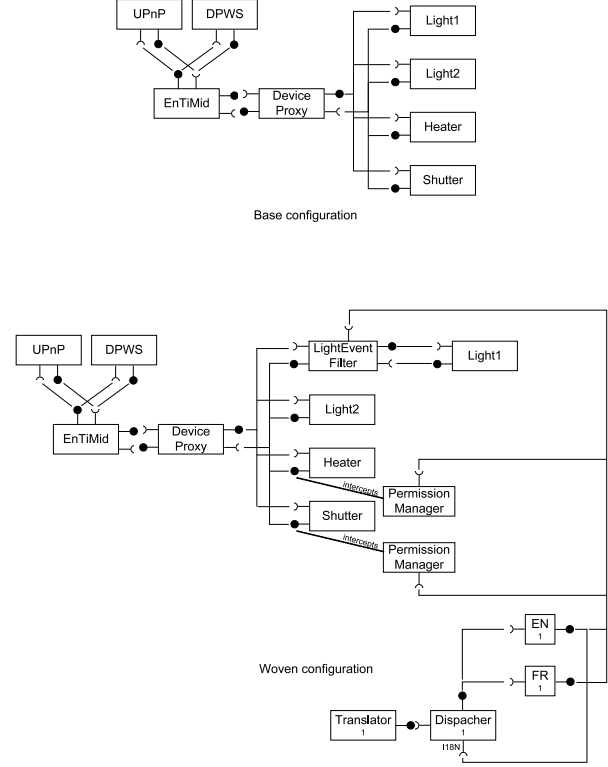 UPnP
DPWS
Light1
Light2
EnTiMid
Device
Proxy
Heater
Shutter
Base configuration
UPnP
DPWS
LightEvent
Filter
Light1
Light2
EnTiMid
Device
Proxy
Heater
intercepts
Permission
Manager
Shutter
intercepts
Permission
Manager
EN
1
Woven configuration
FR
1
Translator
1
Dispacher
1
I18N